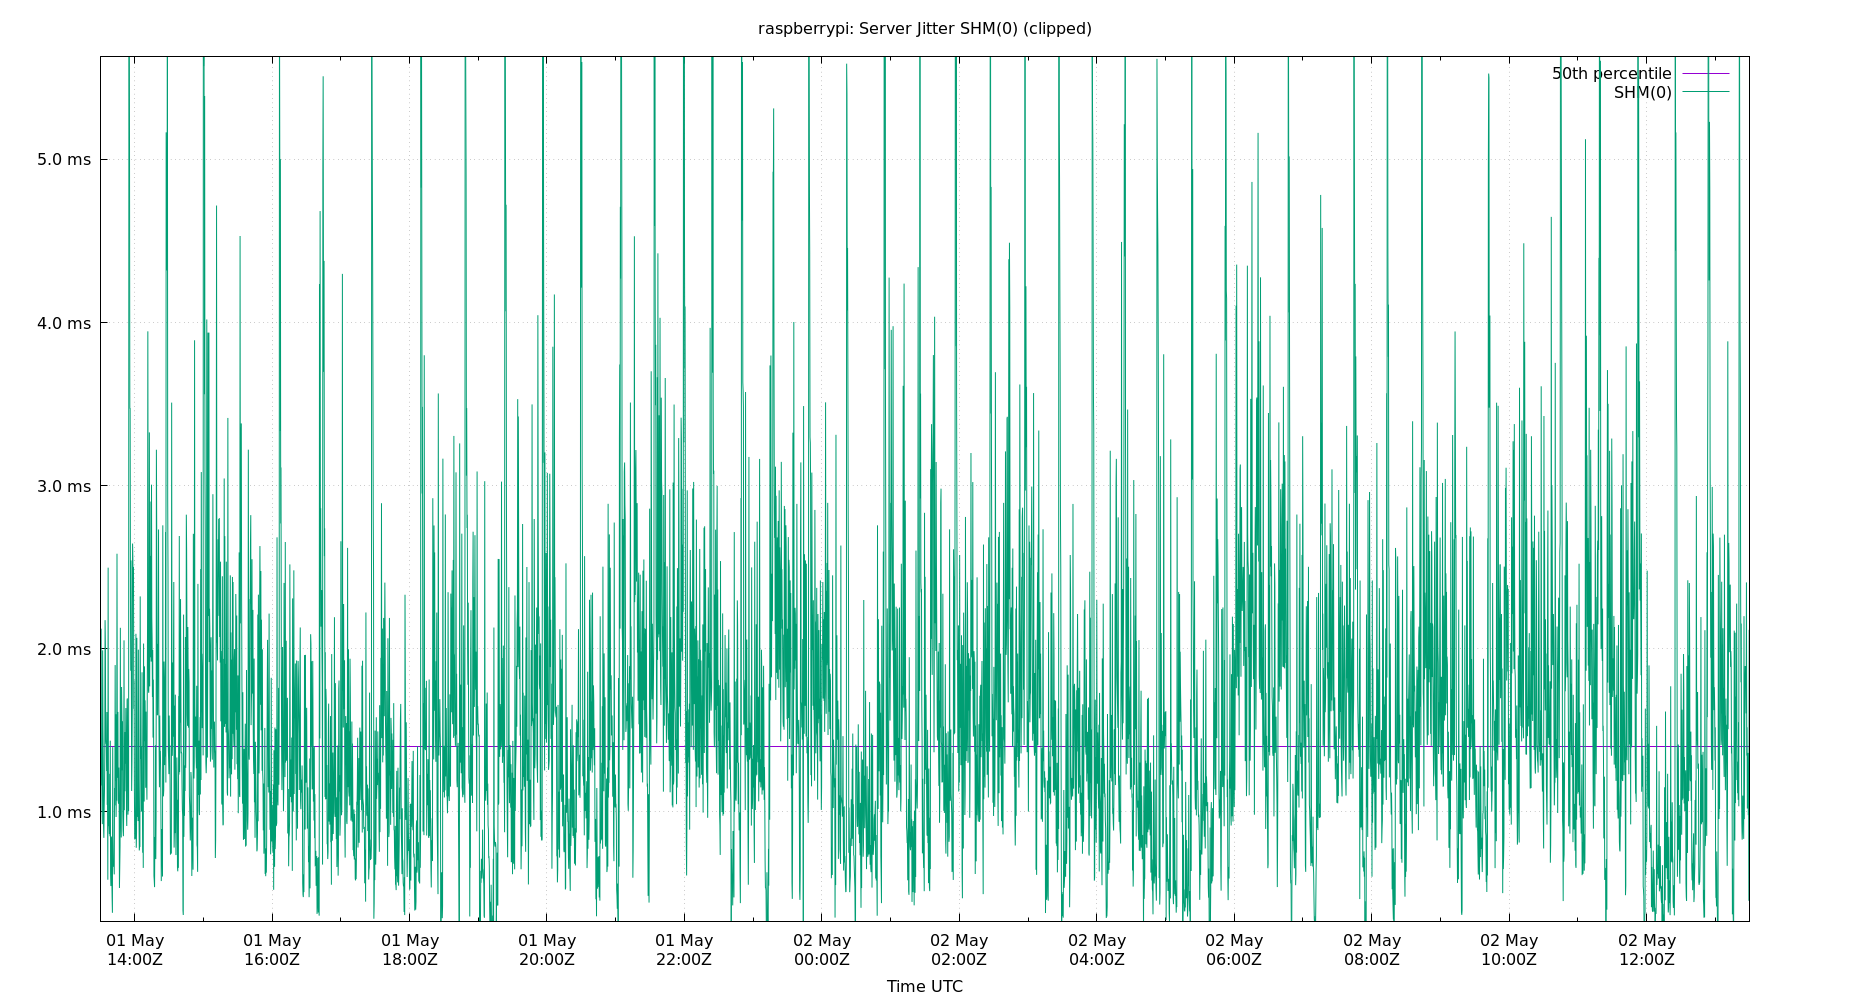 raspberrypi: Server Jitter SHM(0) (clipped)
50th percentile
SHM(0)
5.0 ms
4.0 ms
3.0 ms
2.0 ms
1.0 ms
01 May 01 May 01 May 01 May 01 May 02 May 02 May 02 May 02 May 02 May 02 May 02 May
14:00Z 16:00Z 18:00Z 20:00Z 22:00Z 00:00Z 02:00Z 04:00Z 06:00Z 08:00Z 10:00Z 12:00Z
Time UTC